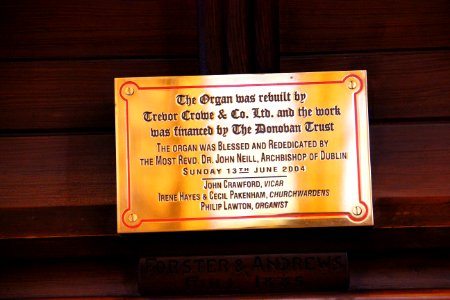 The Organ was rebuilt by
Trevor Crowe & Co. Ltd. and the work
was financed by The Donovan Trust
THE ORGAN WAS BLESSED AND REDEDICATED BY
THE MOST REVD. DR. JOHN NEILL, ARCHBISHOP OF DUBLIN
SUNDAY 13TH JUNE 2004
JOHN CRAWFORD, VICAR
IRENE HAYES & CECIL PAKENHAM, CHURCHWARDENS
PHILIP LAWTON, ORGANIST
FORSTER & ANDREWS